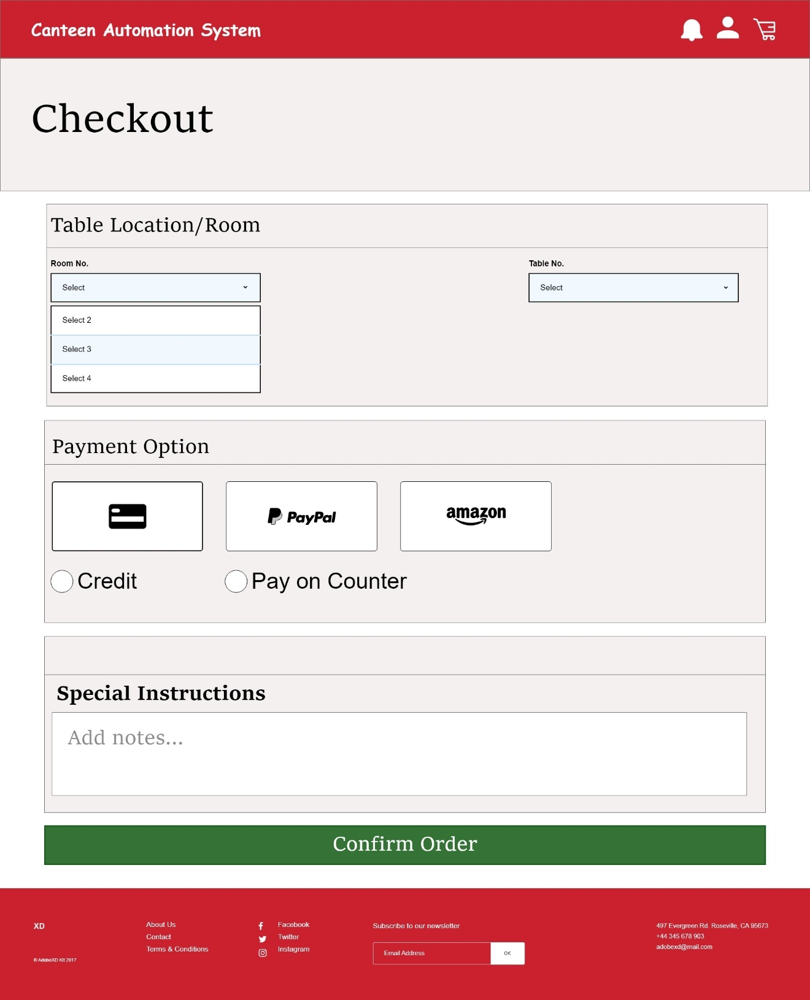 Canteen Automation System
Checkout
Table Location/Room
Room No.
Table No.
Select
Select
Select 2
Select 3
Select 4
Payment Option
PayPal
amazon
Credit
Pay on Counter
Special Instructions
Add notes...
Confirm Order
XD
© AdobeXD Kit 2017
About Us
Contact
Terms & Conditions
Facebook
Twitter
Instagram
Subscribe to our newsletter
Email Address
OK
497 Evergreen Rd. Roseville, CA 95673
+44 345 678 903
adobexd@mail.com